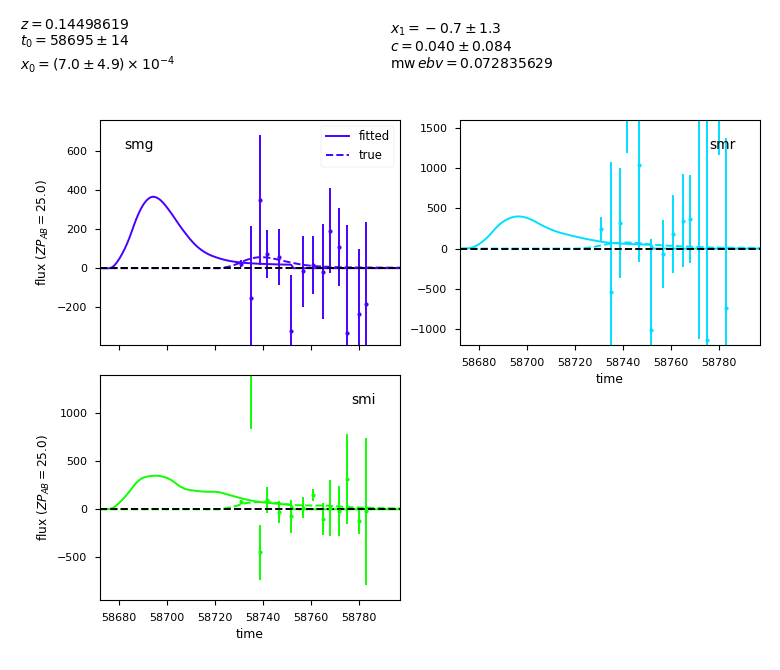 z = 0.14498619
t₀ = 58695 ± 14
x₀ = (7.0 ± 4.9) × 10⁻⁴
x₁ = −0.7 ± 1.3
c = 0.040 ± 0.084
mw ebv = 0.072835629
smg
fitted
true
600
400
200
0
−200
flux (ZP_AB = 25.0)
smr
1500
1000
500
0
−500
−1000
58680 58700 58720 58740 58760 58780
time
smi
1000
500
0
−500
flux (ZP_AB = 25.0)
58680 58700 58720 58740 58760 58780
time